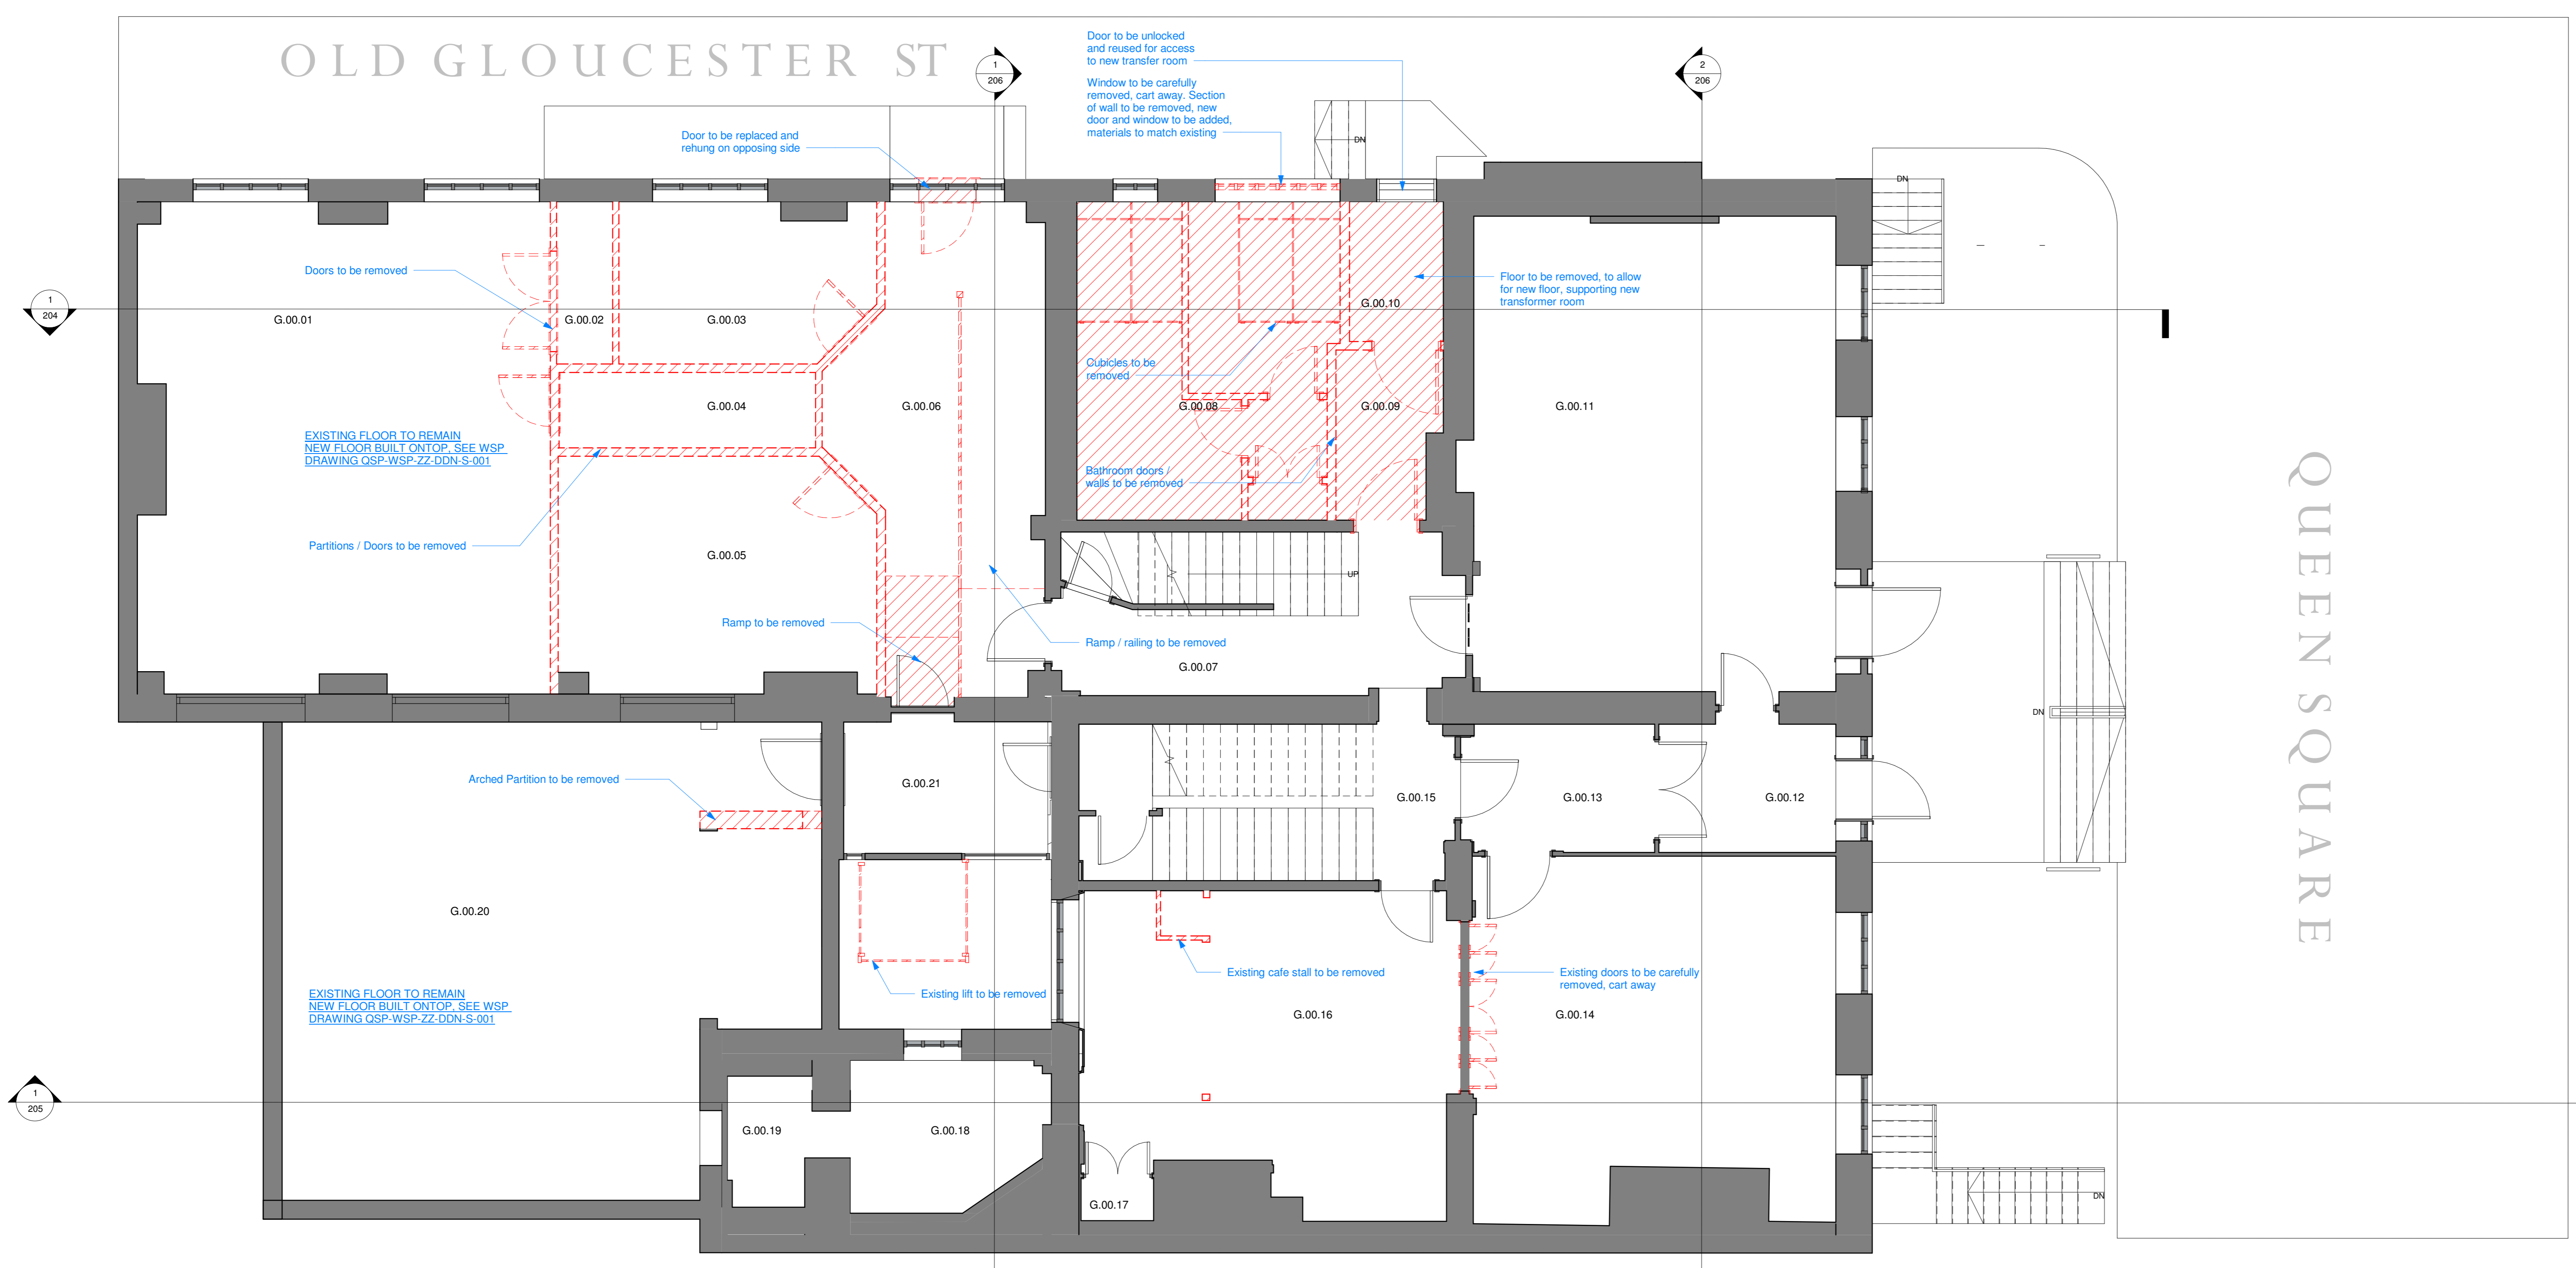 OLD GLOUCESTER ST
1
206
2
206
Door to be unlocked
and reused for access
to new transfer room
Window to be carefully
removed, cart away. Section
of wall to be removed, new
door and window to be added,
materials to match existing
Door to be replaced and
rehung on opposing side
DN
DN
Doors to be removed
Floor to be removed, to allow
for new floor, supporting new
transformer room
1
204
G.00.01
G.00.02
G.00.03
G.00.10
Cubicles to be
removed
G.00.04
G.00.06
G.00.08
G.00.09
G.00.11
EXISTING FLOOR TO REMAIN
NEW FLOOR BUILT ONTOP, SEE WSP
DRAWING QSP-WSP-ZZ-DDN-S-001
Bathroom doors /
walls to be removed
Partitions / Doors to be removed
G.00.05
UP
Ramp to be removed
Ramp / railing to be removed
G.00.07
QUEEN SQUARE
DN
Arched Partition to be removed
G.00.21
G.00.15
G.00.13
G.00.12
G.00.20
EXISTING FLOOR TO REMAIN
NEW FLOOR BUILT ONTOP, SEE WSP
DRAWING QSP-WSP-ZZ-DDN-S-001
Existing lift to be removed
Existing cafe stall to be removed
Existing doors to be carefully
removed, cart away
G.00.16
G.00.14
1
205
G.00.19
G.00.18
G.00.17
DN